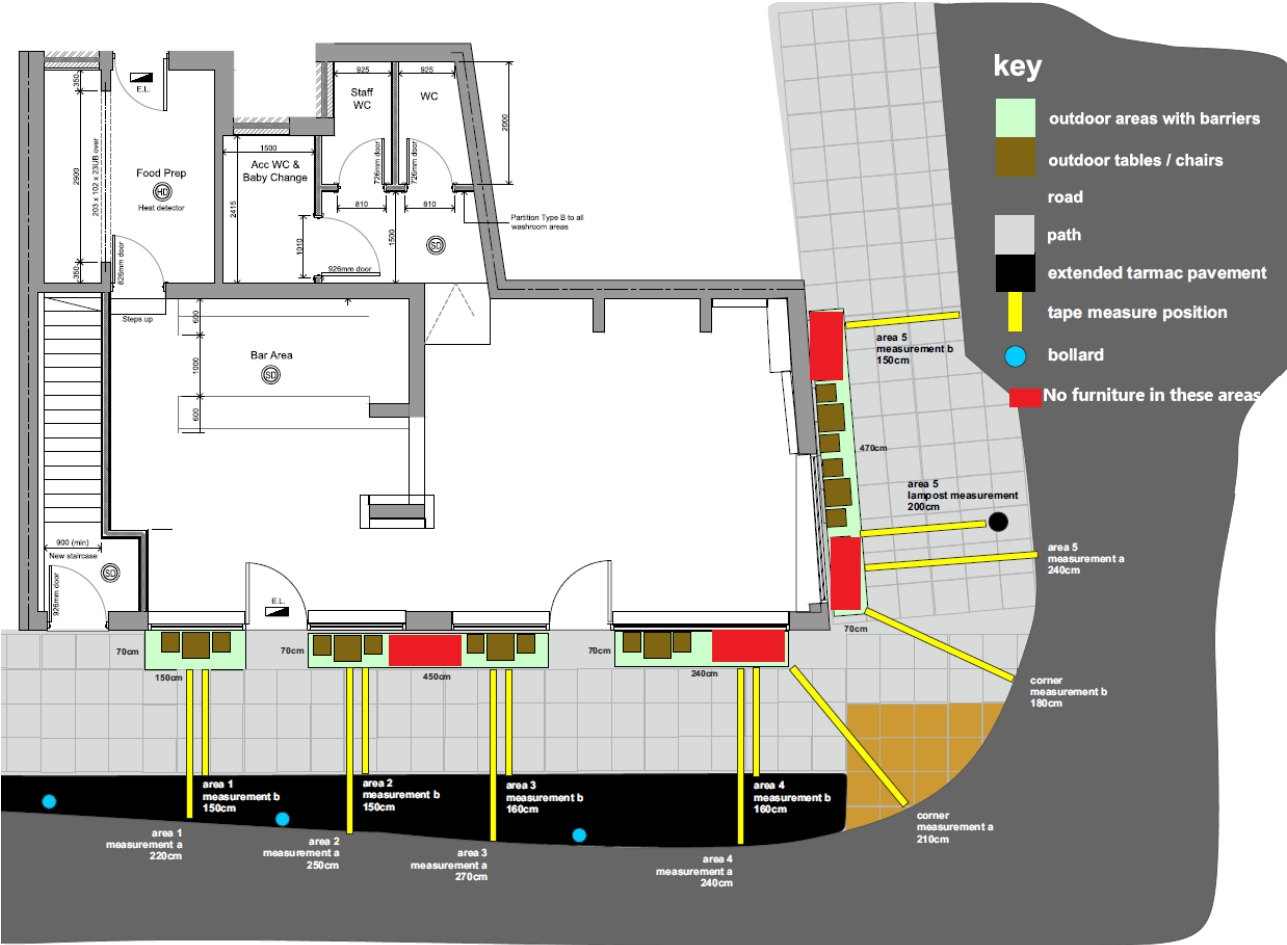 key
outdoor areas with barriers
outdoor tables / chairs
road
path
extended tarmac pavement
tape measure position
bollard
No furniture in these areas
350
2900
350
203 x 102 x 23UB over
E.L.
Food Prep
HD
Heat detector
826mm door
Steps up
1500
Acc WC &
Baby Change
2415
1010
926mm door
925
Staff
WC
726mm door
810
925
WC
726mm door
810
2000
1500
SD
Partition Type B to all
washroom areas
600
1000
600
Bar Area
SD
900 (min)
New staircase
SD
926mm door
E.L.
area 5
measurement b
150cm
470cm
area 5
lampost measurement
200cm
area 5
measurement a
240cm
70cm
corner
measurement b
180cm
70cm
150cm
70cm
450cm
70cm
240cm
area 1
measurement b
150cm
area 2
measurement b
150cm
area 3
measurement b
160cm
area 4
measurement b
160cm
area 1
measurement a
220cm
area 2
measurement a
250cm
area 3
measurement a
270cm
area 4
measurement a
240cm
corner
measurement a
210cm